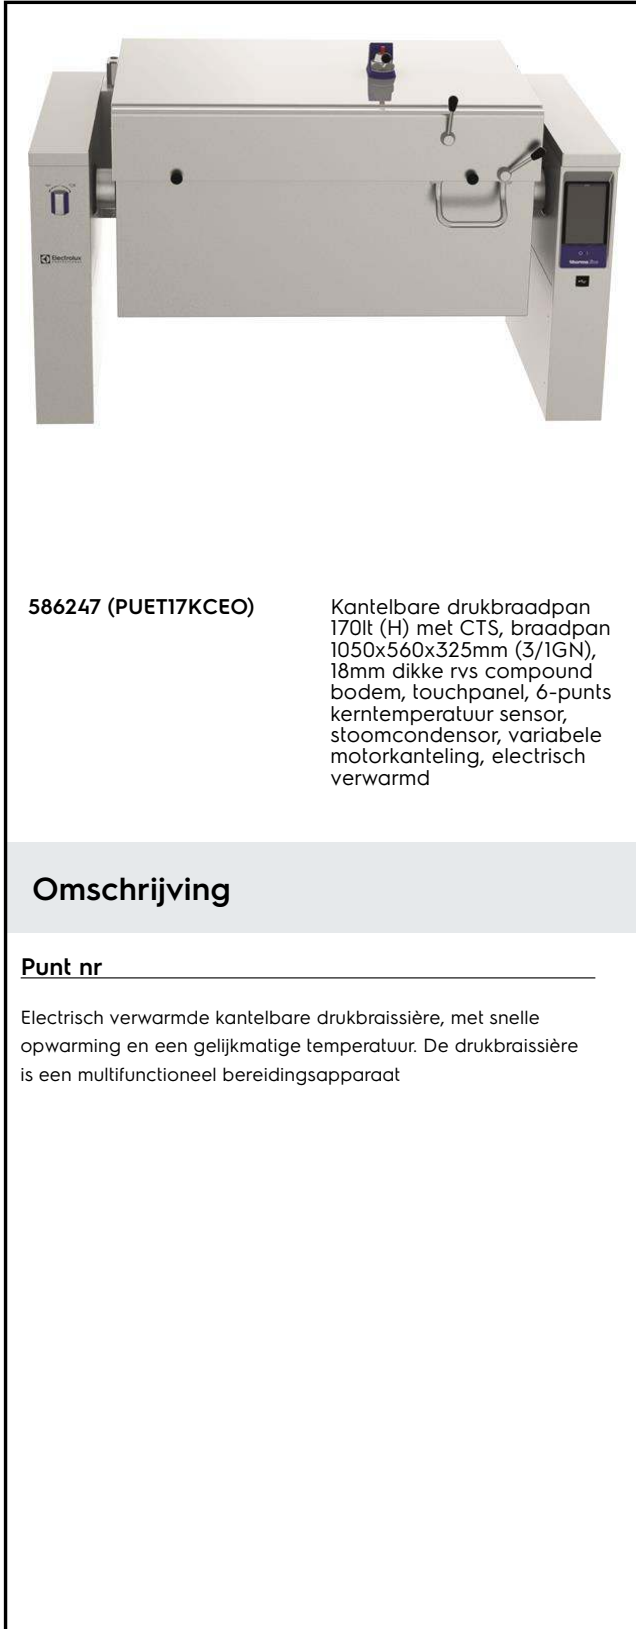 Electrolux
586247 (PUET17KCEO)
Kantelbare drukbraadpan
170lt (H) met CTS, braadpan
1050x560x325mm (3/1GN),
18mm dikke rvs compound
bodem, touchpanel, 6-punts
kerntemperatuur sensor,
stoomcondensor, variabele
motorkanteling, electrisch
verwarmd
Omschrijving
Punt nr
Electrisch verwarmde kantelbare drukbraissière, met snelle
opwarming en een gelijkmatige temperatuur. De drukbraissière
is een multifunctioneel bereidingsapparaat